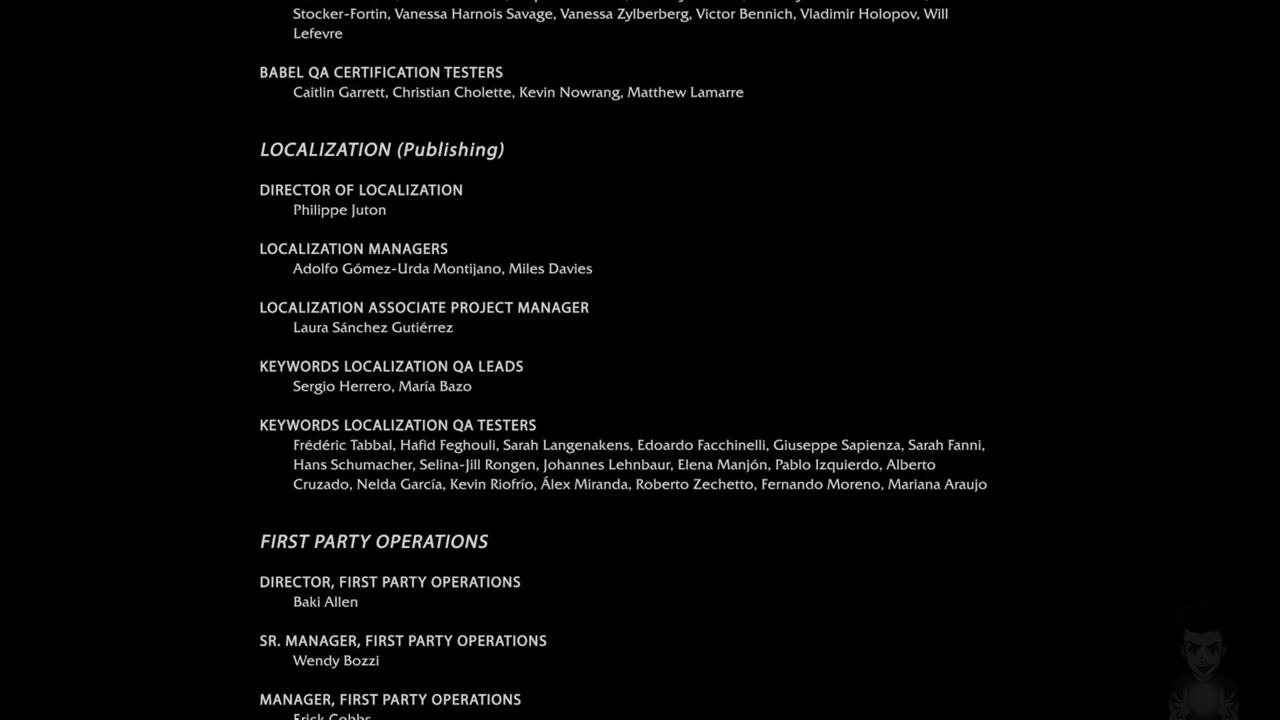 Stocker-Fortin, Vanessa Harnois Savage, Vanessa Zylberberg, Victor Bennich, Vladimir Holopov, Will
Lefevre
BABEL QA CERTIFICATION TESTERS
Caitlin Garrett, Christian Cholette, Kevin Nowrang, Matthew Lamarre
LOCALIZATION (Publishing)
DIRECTOR OF LOCALIZATION
Philippe Juton
LOCALIZATION MANAGERS
Adolfo Gómez-Urda Montijano, Miles Davies
LOCALIZATION ASSOCIATE PROJECT MANAGER
Laura Sánchez Gutiérrez
KEYWORDS LOCALIZATION QA LEADS
Sergio Herrero, María Bazo
KEYWORDS LOCALIZATION QA TESTERS
Frédéric Tabbal, Hafid Feghouli, Sarah Langenakens, Edoardo Facchinelli, Giuseppe Sapienza, Sarah Fanni,
Hans Schumacher, Selina-Jill Rongen, Johannes Lehnbaur, Elena Manjón, Pablo Izquierdo, Alberto
Cruzado, Nelda García, Kevin Riofrío, Álex Miranda, Roberto Zechetto, Fernando Moreno, Mariana Araujo
FIRST PARTY OPERATIONS
DIRECTOR, FIRST PARTY OPERATIONS
Baki Allen
SR. MANAGER, FIRST PARTY OPERATIONS
Wendy Bozzi
MANAGER, FIRST PARTY OPERATIONS
Erick Cobbs